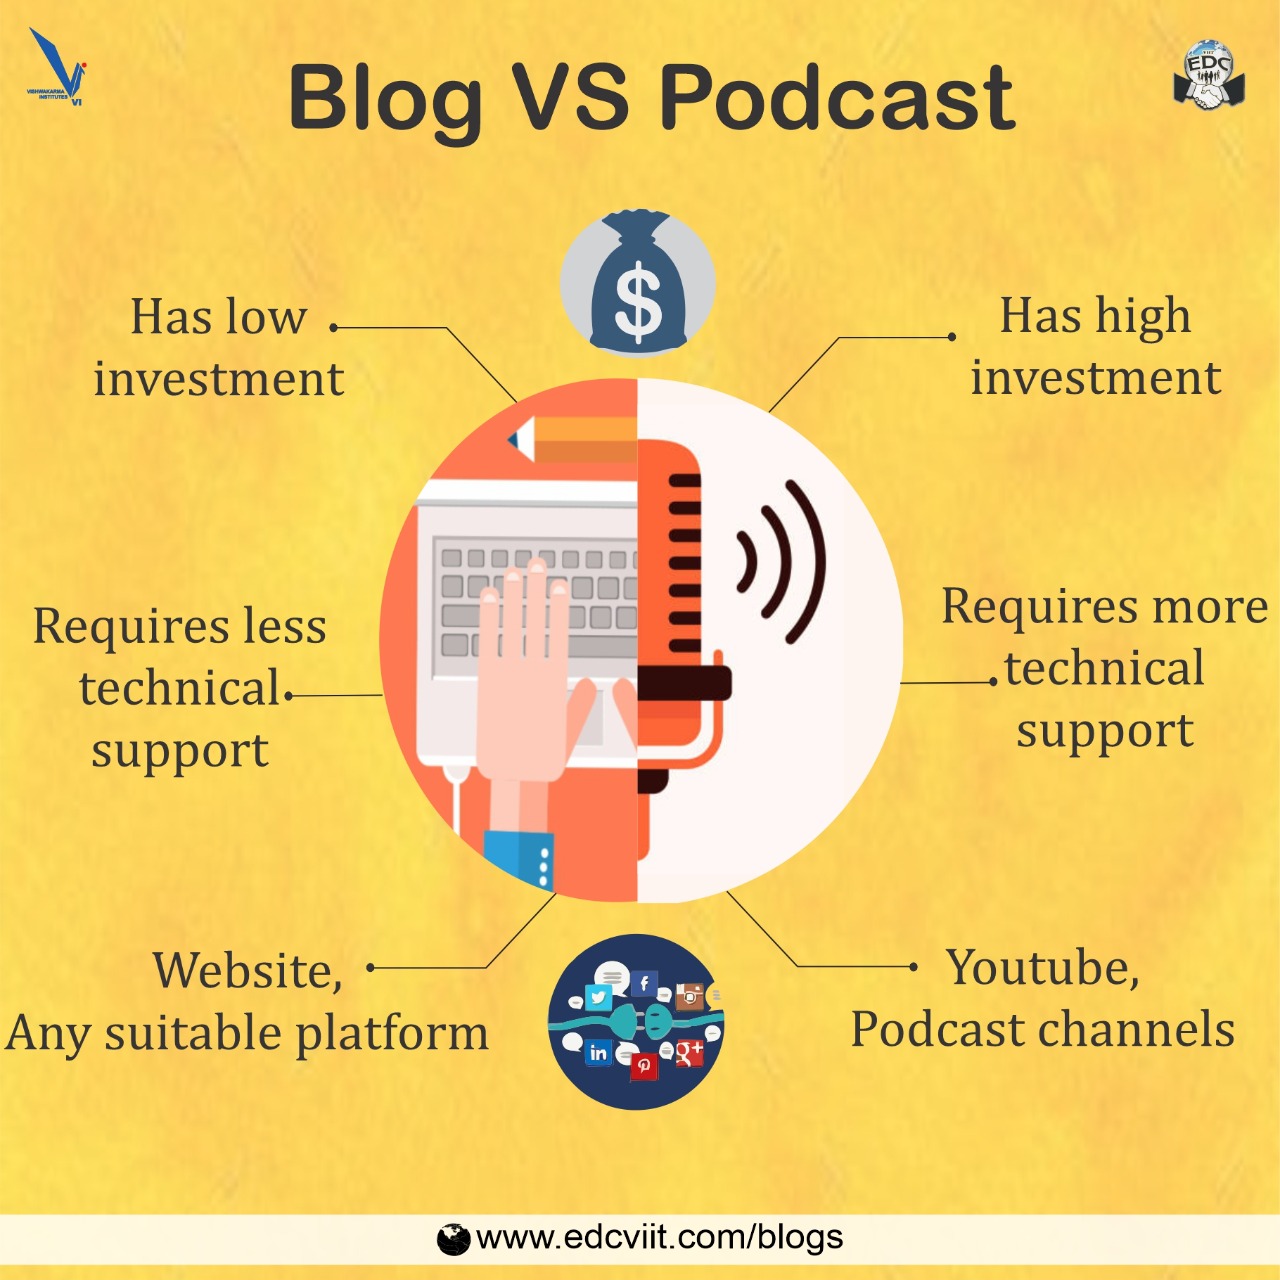 VISHWAKARMA
INSTITUTES
VI
EDC
Blog VS Podcast
$
Has low
investment
Has high
investment
Requires less
technical
support
Requires more
technical
support
Website,
Any suitable platform
Youtube,
Podcast channels
f
in
g+
www.edcviit.com/blogs